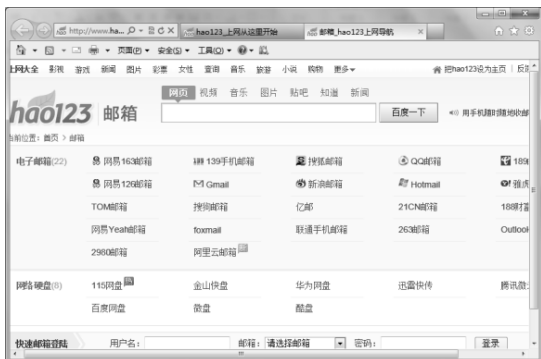 http://www.ha... hao123_上网从这里开始 邮箱_hao123上网导航
页面(P) 安全(S) 工具(O)
上网大全 影视 游戏 新闻 图片 彩票 女性 查询 音乐 旅游 小说 购物 更多 把hao123设为主页
网页 视频 音乐 图片 贴吧 知道 新闻
hao123 邮箱 百度一下 用手机随时随地收邮
当前位置：首页 > 邮箱
电子邮箱(22) 网易163邮箱 139手机邮箱 搜狐邮箱 QQ邮箱 189
网易126邮箱 Gmail 新浪邮箱 Hotmail 雅虎
TOM邮箱 搜狗邮箱 亿邮 21CN邮箱 188财富
网易Yeah邮箱 foxmail 联通手机邮箱 263邮箱 Outlook
2980邮箱 阿里云邮箱
网络硬盘(8) 115网盘 金山快盘 华为网盘 迅雷快传 腾讯微
百度网盘 微盘 酷盘
快速邮箱登陆 用户名： 邮箱：请选择邮箱 密码： 登录